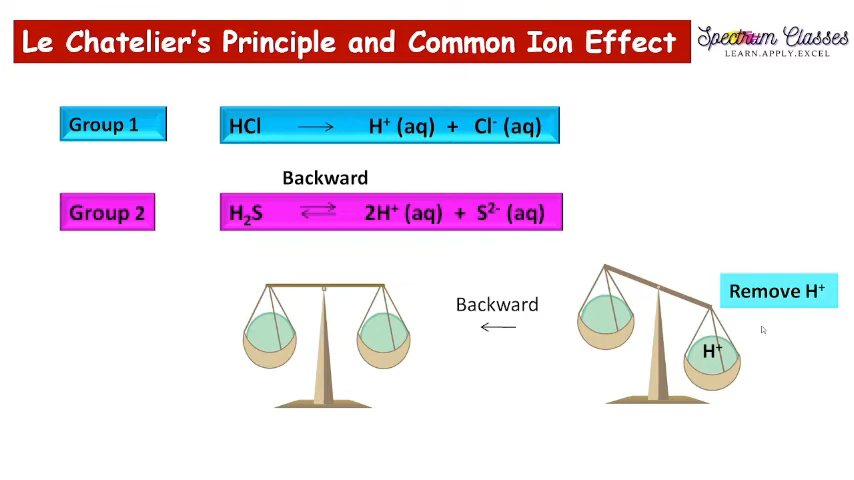 Le Chatelier's Principle and Common Ion Effect
Spectrum Classes
LEARN.APPLY.EXCEL
Group 1
HCl → H⁺ (aq) + Cl⁻ (aq)
Backward
Group 2
H₂S ⇌ 2H⁺ (aq) + S²⁻ (aq)
Remove H⁺
Backward
←
H⁺